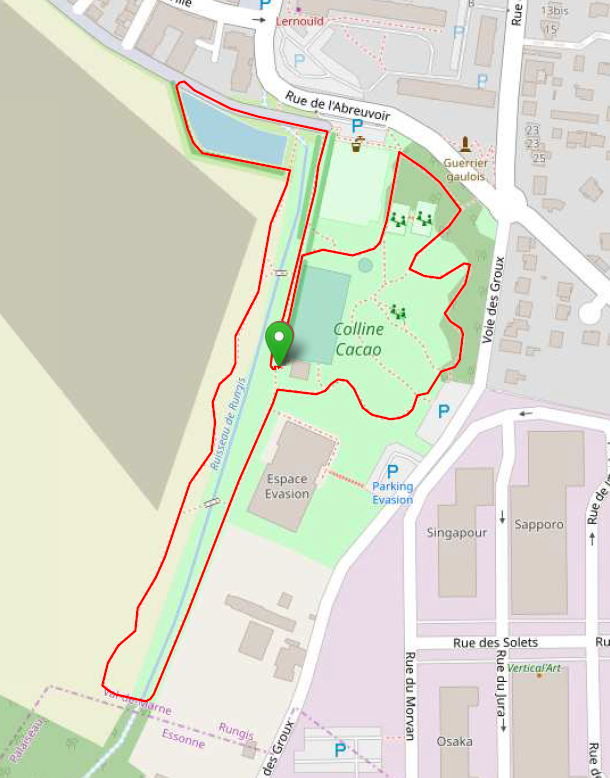 Lernould
Rue
B
13bis
15
P
P
P
P
Rue de l'Abreuvoir
P
23
23
25
Guerrier
gaulois
Voie des Groux
Colline
Cacao
Ruisseau de Rungis
P
P
Parking
Evasion
Espace
Evasion
Singapour
Sapporo
Rue des Solets
Ru
Vertical'Art
Rue du Morvan
Rue du Jura
Osaka
Val-de-Marne
Rungis
Essonne
Palaiseau
des Groux
P